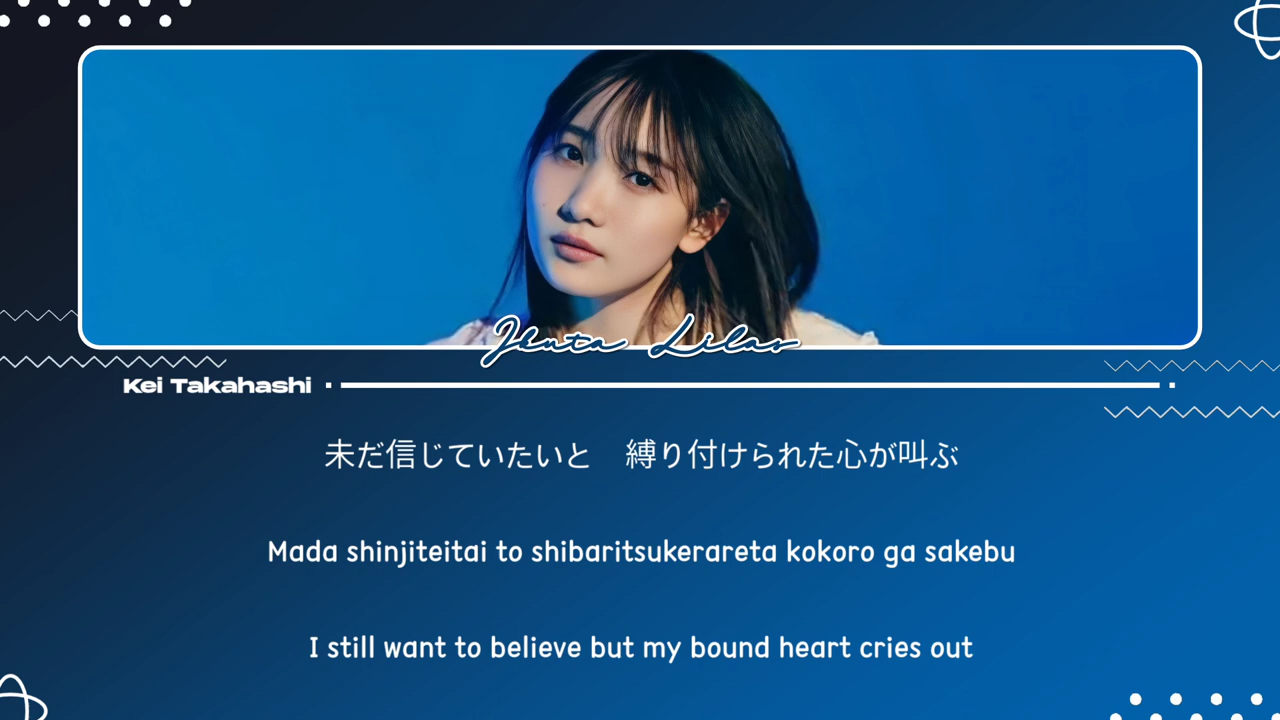 Ikuta Lilas
Kei Takahashi
未だ信じていたいと　縛り付けられた心が叫ぶ
Mada shinjiteitai to shibaritsukerareta kokoro ga sakebu
I still want to believe but my bound heart cries out